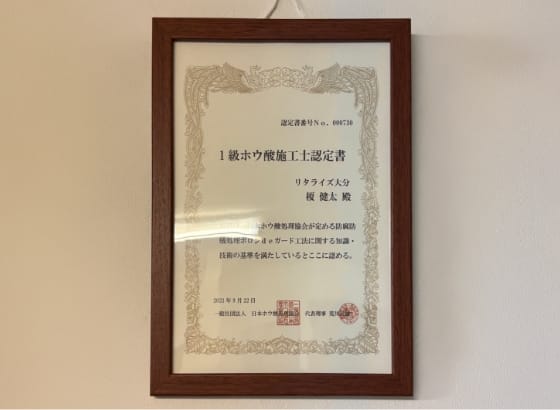 認定書番号No．000730
1級ホウ酸施工士認定書
リタライズ大分
榎 健太 殿
本ホウ酸処理協会が定める防腐防
蟻処理ボロンdeガード工法に関する知識・
技術の基準を満たしているとここに認める。
2021年9月22日
一般社団法人 日本ホウ酸処理協会 代表理事